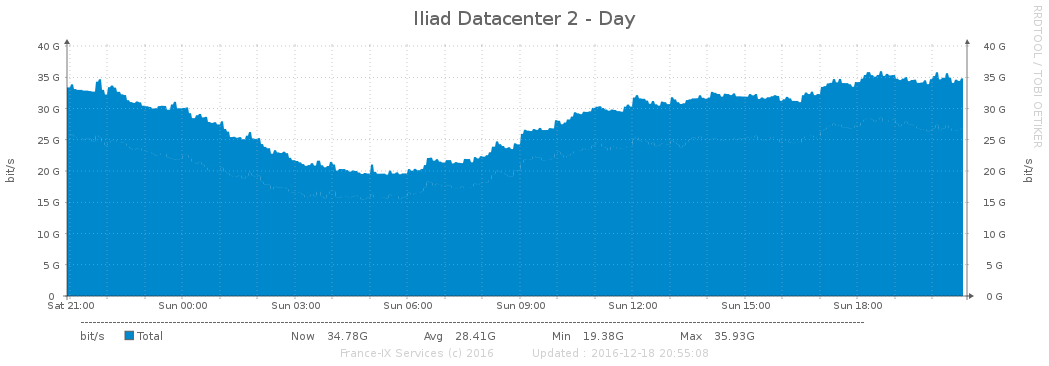 Iliad Datacenter 2 - Day
RRDTOOL / TOBI OETIKER
40 G 40 G
35 G 35 G
30 G 30 G
25 G 25 G
20 G 20 G
15 G 15 G
10 G 10 G
5 G 5 G
0 0 G
bit/s bit/s
Sat 21:00 Sun 00:00 Sun 03:00 Sun 06:00 Sun 09:00 Sun 12:00 Sun 15:00 Sun 18:00
bit/s Total Now 34.78G Avg 28.41G Min 19.38G Max 35.93G
France-IX Services (c) 2016 Updated : 2016-12-18 20:55:08